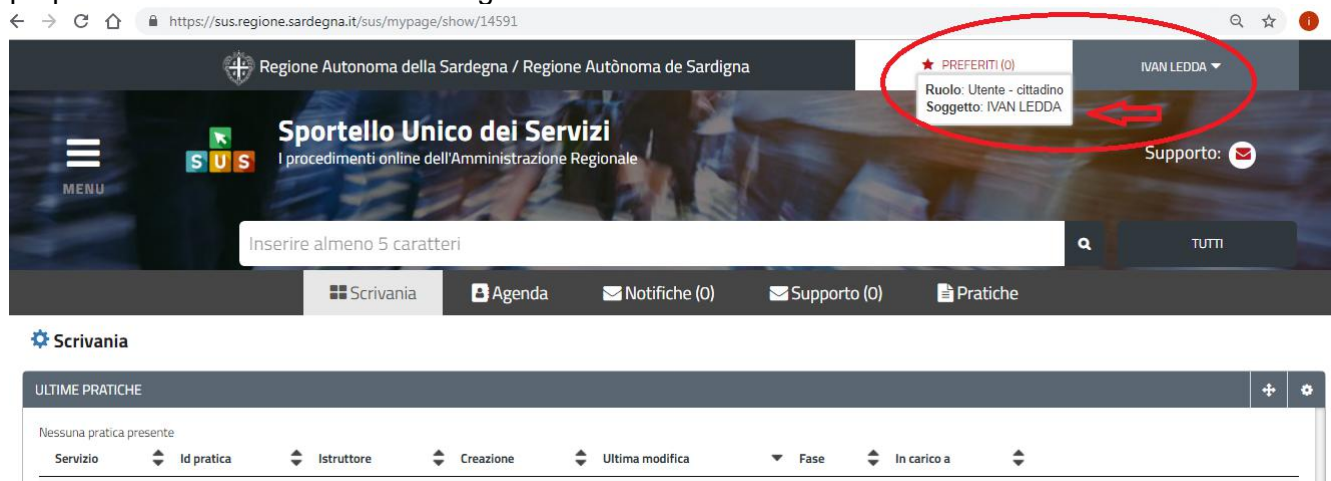 https://sus.regione.sardegna.it/sus/mypage/show/14591
Regione Autonoma della Sardegna / Regione Autònoma de Sardigna
PREFERITI (0)
IVAN LEDDA
Ruolo: Utente - cittadino
Soggetto: IVAN LEDDA
MENU
SUS
Sportello Unico dei Servizi
I procedimenti online dell'Amministrazione Regionale
Supporto:
Inserire almeno 5 caratteri
TUTTI
Scrivania Agenda Notifiche (0) Supporto (0) Pratiche
Scrivania
ULTIME PRATICHE
Nessuna pratica presente
Servizio Id pratica Istruttore Creazione Ultima modifica Fase In carico a